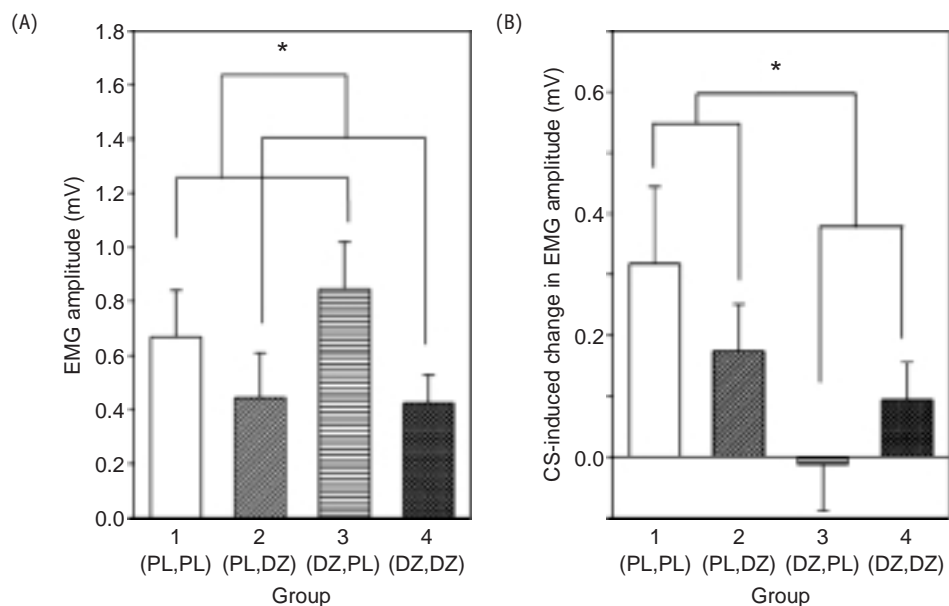 (A)
EMG amplitude (mV)
1.8
1.6
1.4
1.2
1.0
0.8
0.6
0.4
0.2
0.0
*
1
(PL,PL)
2
(PL,DZ)
3
(DZ,PL)
4
(DZ,DZ)
Group
(B)
CS-induced change in EMG amplitude (mV)
0.6
0.4
0.2
0.0
*
1
(PL,PL)
2
(PL,DZ)
3
(DZ,PL)
4
(DZ,DZ)
Group